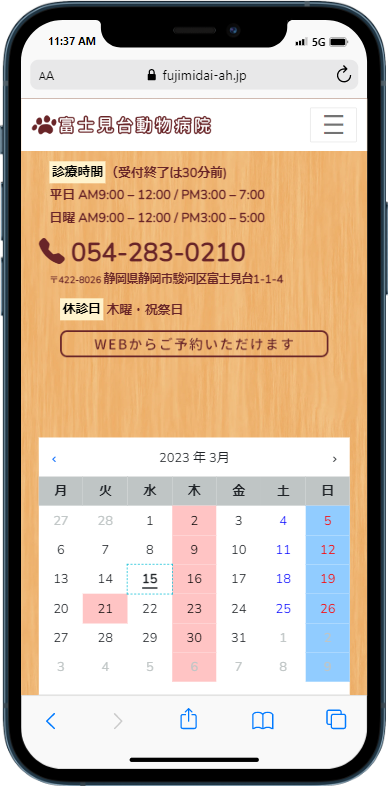 11:37 AM 5G
AA fujimidai-ah.jp
富士見台動物病院
診療時間 (受付終了は30分前)
平日 AM9:00 – 12:00 / PM3:00 – 7:00
日曜 AM9:00 – 12:00 / PM3:00 – 5:00
054-283-0210
〒422-8026 静岡県静岡市駿河区富士見台1-1-4
休診日 木曜・祝祭日
WEBからご予約いただけます
‹ 2023 年 3月 ›
月 火 水 木 金 土 日
27 28 1 2 3 4 5
6 7 8 9 10 11 12
13 14 15 16 17 18 19
20 21 22 23 24 25 26
27 28 29 30 31 1
3 4 5 6 7 8